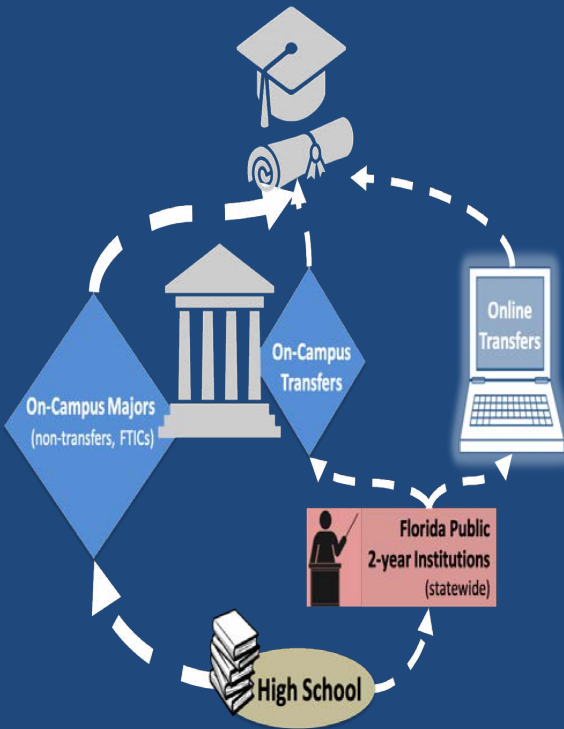 Online
Transfers
On-Campus
Transfers
On-Campus Majors
(non-transfers, FTICs)
Florida Public
2-year Institutions
(statewide)
High School